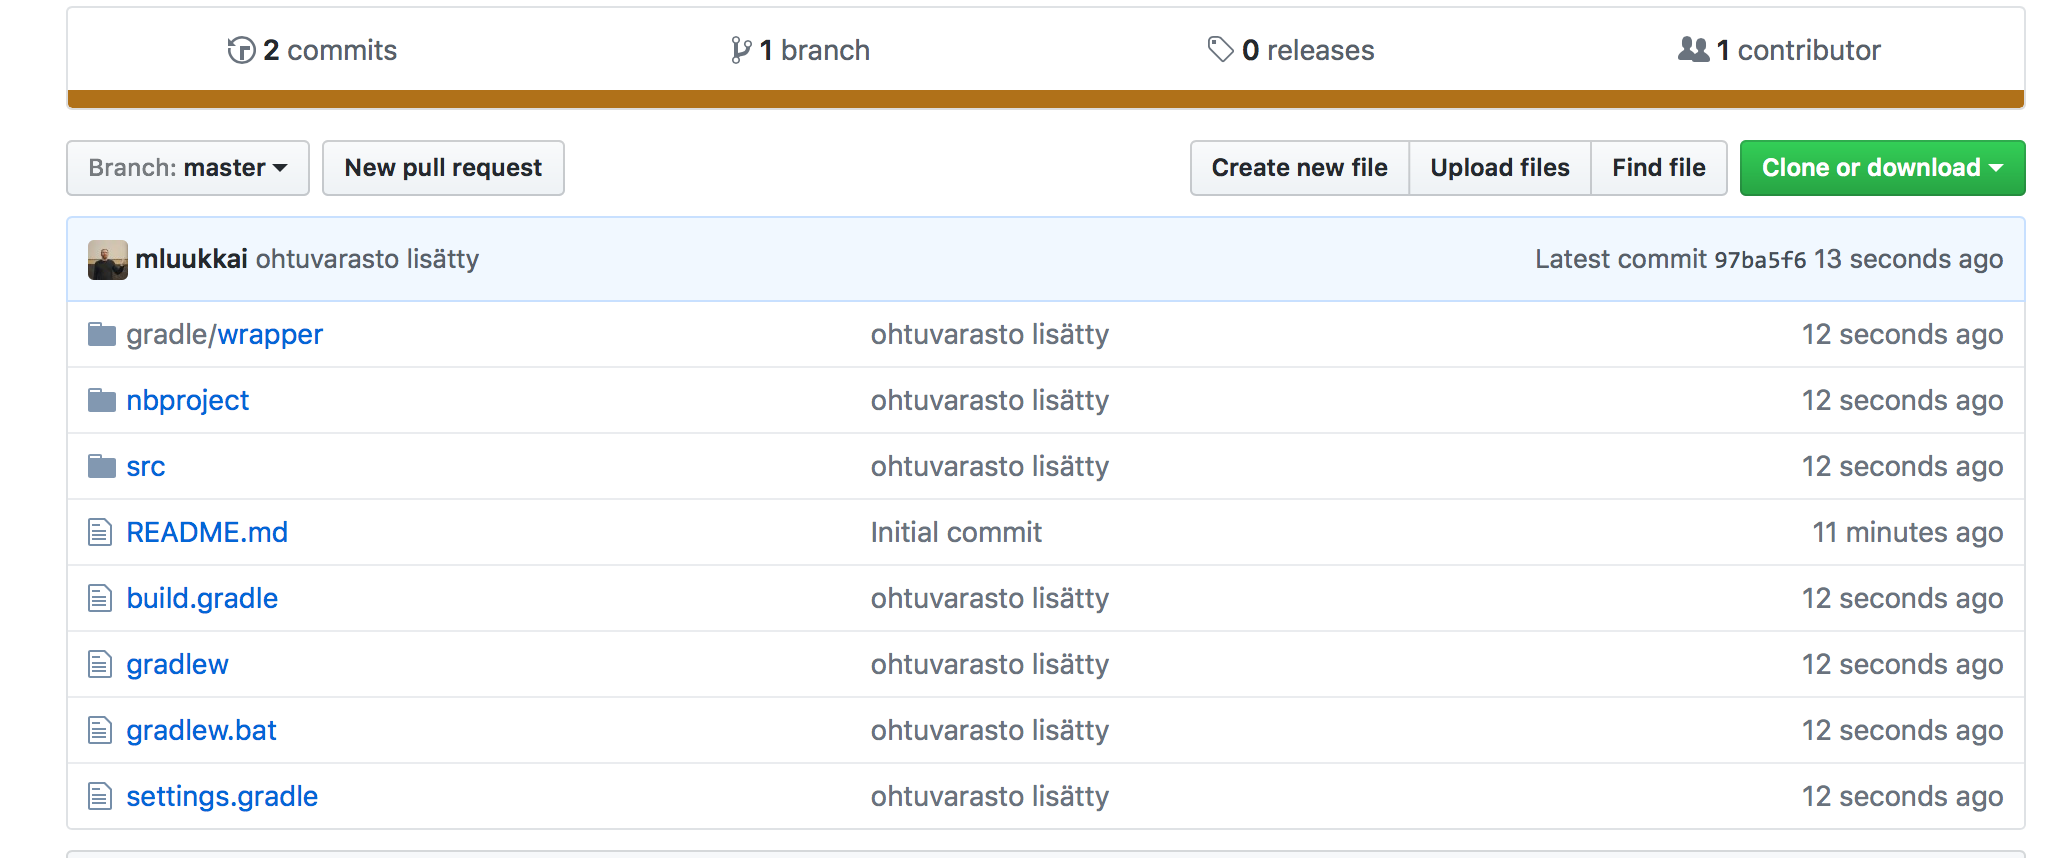 2 commits 1 branch 0 releases 1 contributor
Branch: master New pull request Create new file Upload files Find file Clone or download
mluukkai ohtuvarasto lisätty Latest commit 97ba5f6 13 seconds ago
gradle/wrapper ohtuvarasto lisätty 12 seconds ago
nbproject ohtuvarasto lisätty 12 seconds ago
src ohtuvarasto lisätty 12 seconds ago
README.md Initial commit 11 minutes ago
build.gradle ohtuvarasto lisätty 12 seconds ago
gradlew ohtuvarasto lisätty 12 seconds ago
gradlew.bat ohtuvarasto lisätty 12 seconds ago
settings.gradle ohtuvarasto lisätty 12 seconds ago